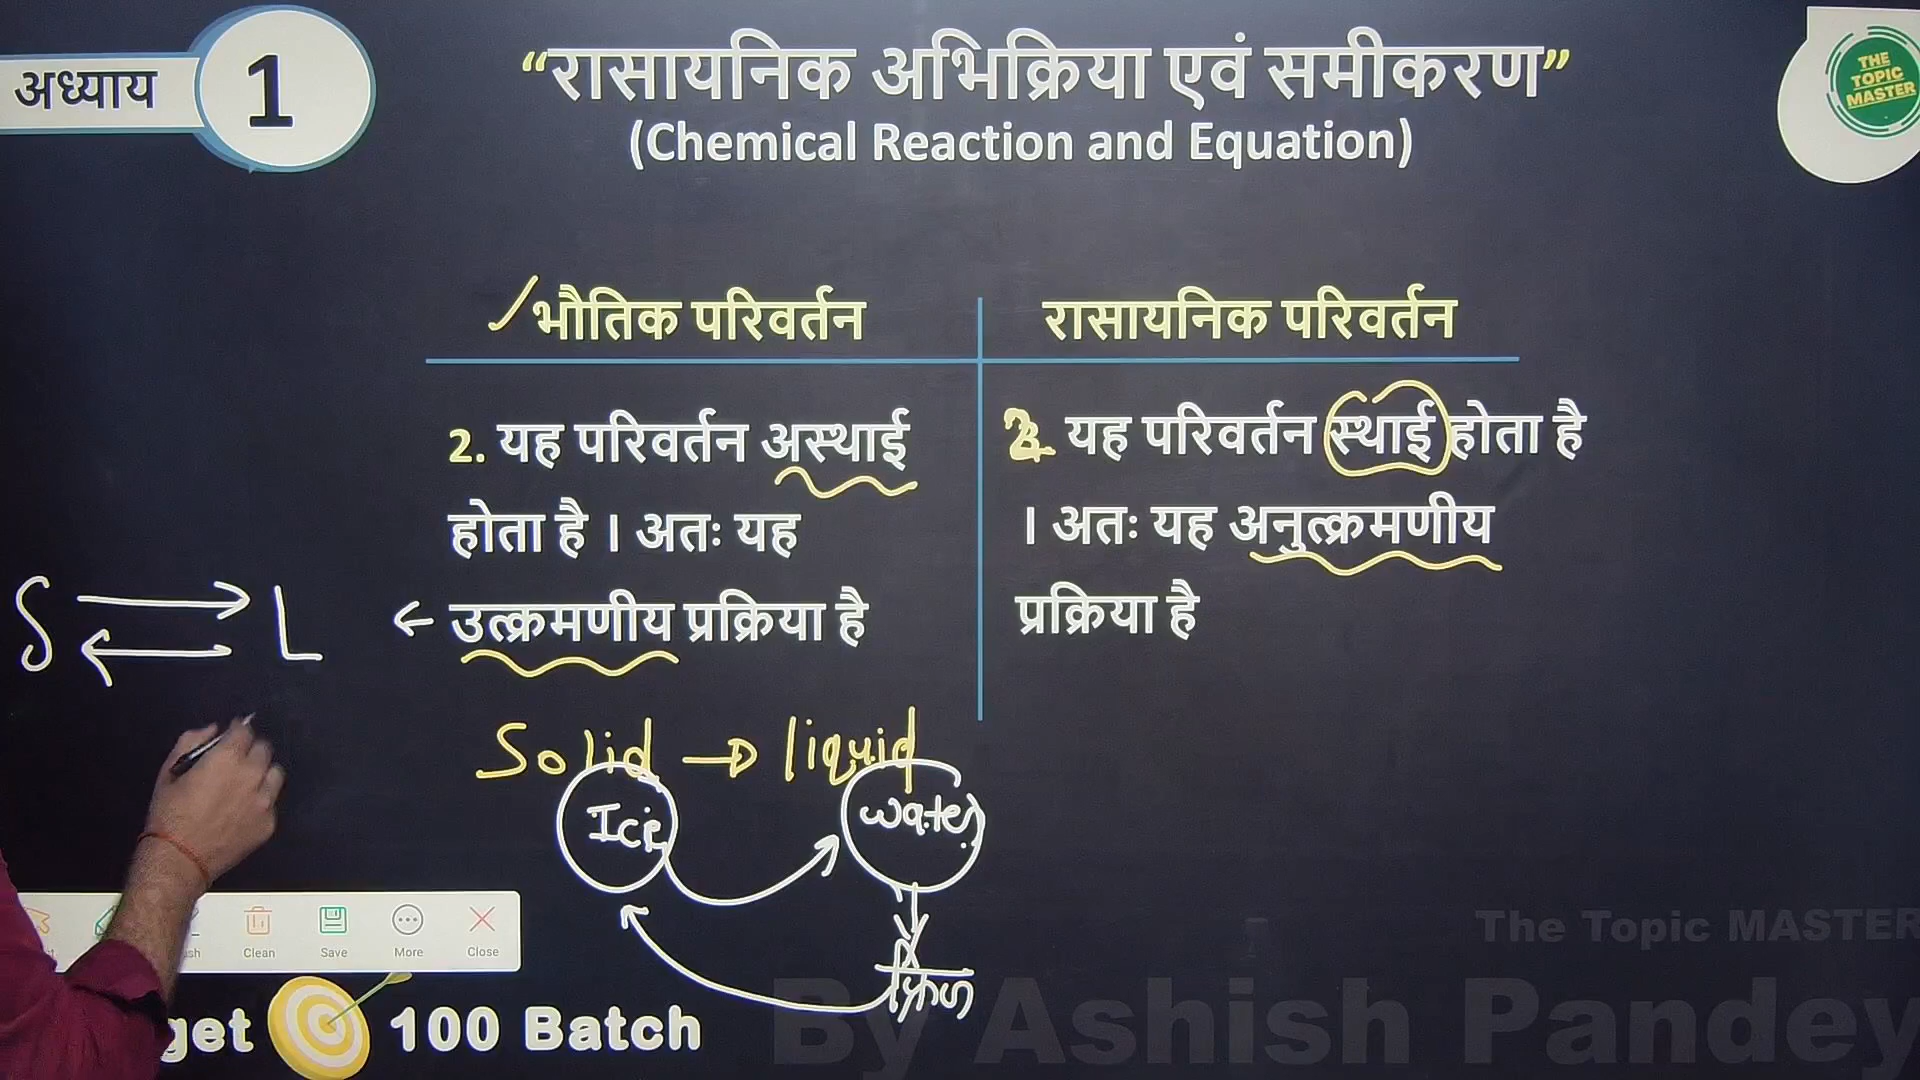 अध्याय 1
“रासायनिक अभिक्रिया एवं समीकरण”
(Chemical Reaction and Equation)
THE
TOPIC
MASTER
भौतिक परिवर्तन
रासायनिक परिवर्तन
2. यह परिवर्तन अस्थाई
होता है । अतः यह
उत्क्रमणीय प्रक्रिया है
2. यह परिवर्तन स्थाई होता है
। अतः यह अनुत्क्रमणीय
प्रक्रिया है
S ⇄ L
Solid → liquid
Ice
water
Clean Save More Close
100 Batch
The Topic MASTER
By Ashish Pandey